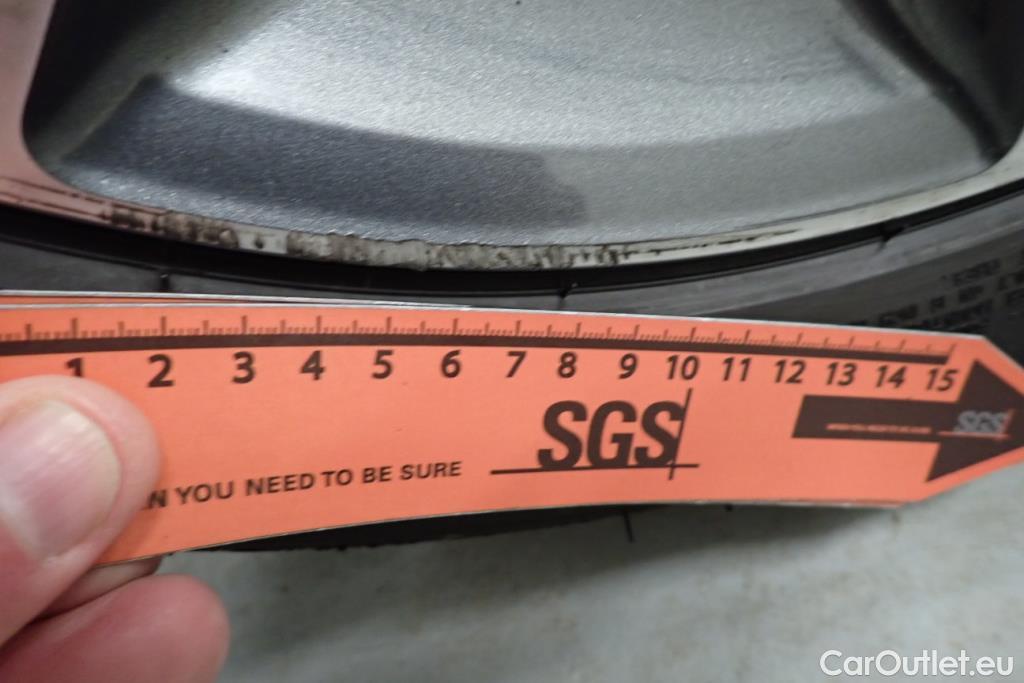 1 2 3 4 5 6 7 8 9 10 11 12 13 14 15
SGS
SGS
N YOU NEED TO BE SURE
CarOutlet.eu